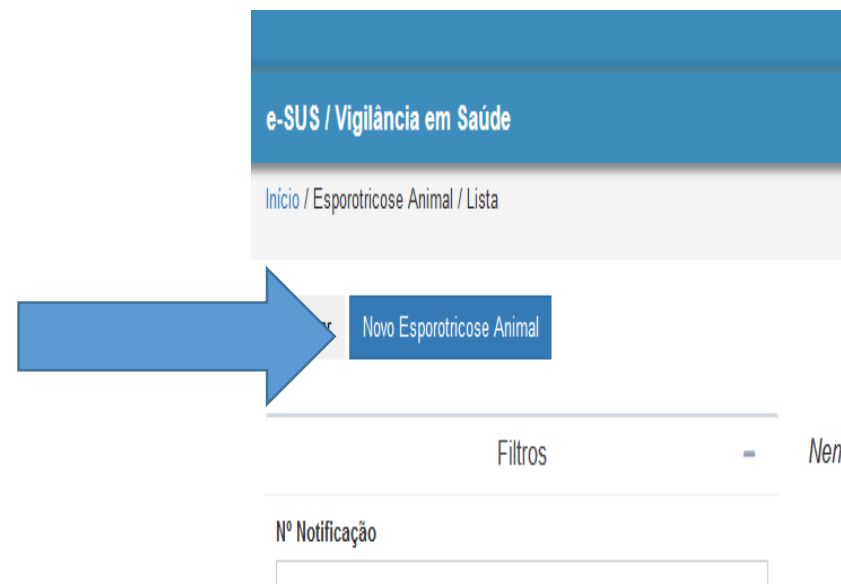 e-SUS / Vigilância em Saúde
Início / Esporotricose Animal / Lista
Novo Esporotricose Animal
Filtros
Nº Notificação